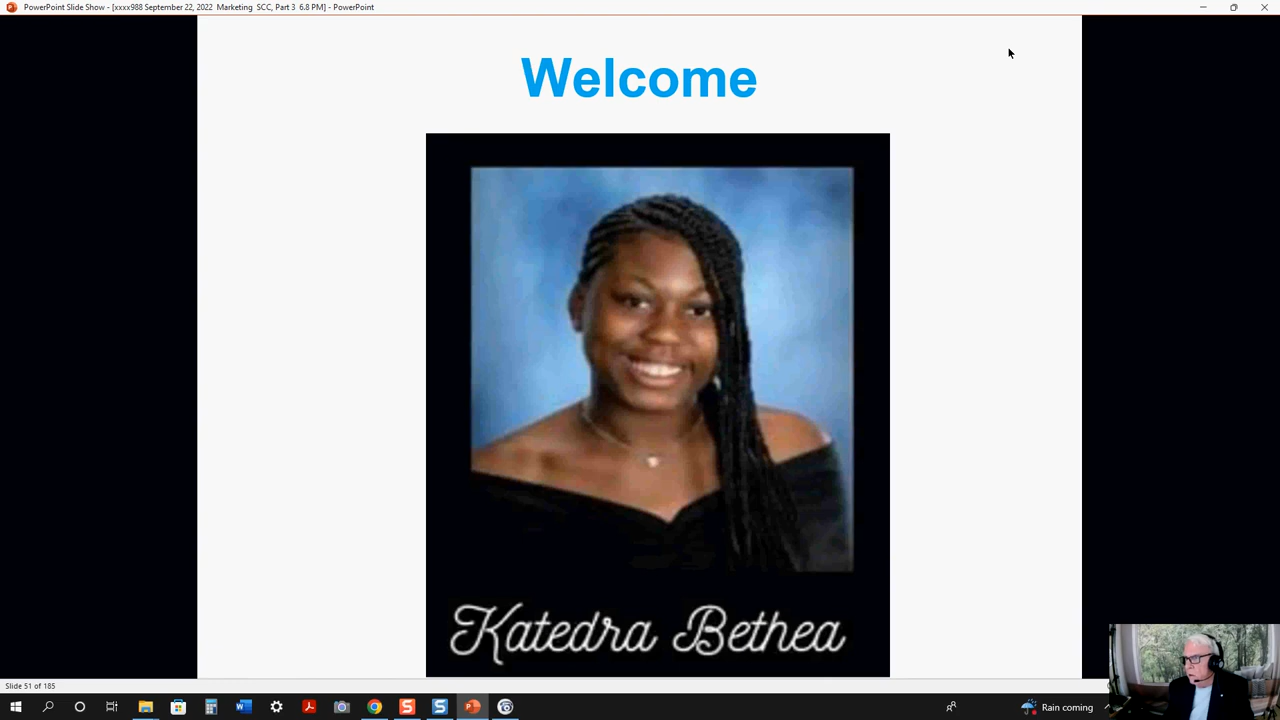 PowerPoint Slide Show - [xxxx988 September 22, 2022  Marketing  SCC, Part 3  6.8 PM] - PowerPoint
Welcome
Katedra Bethea
Slide 51 of 185
Rain coming